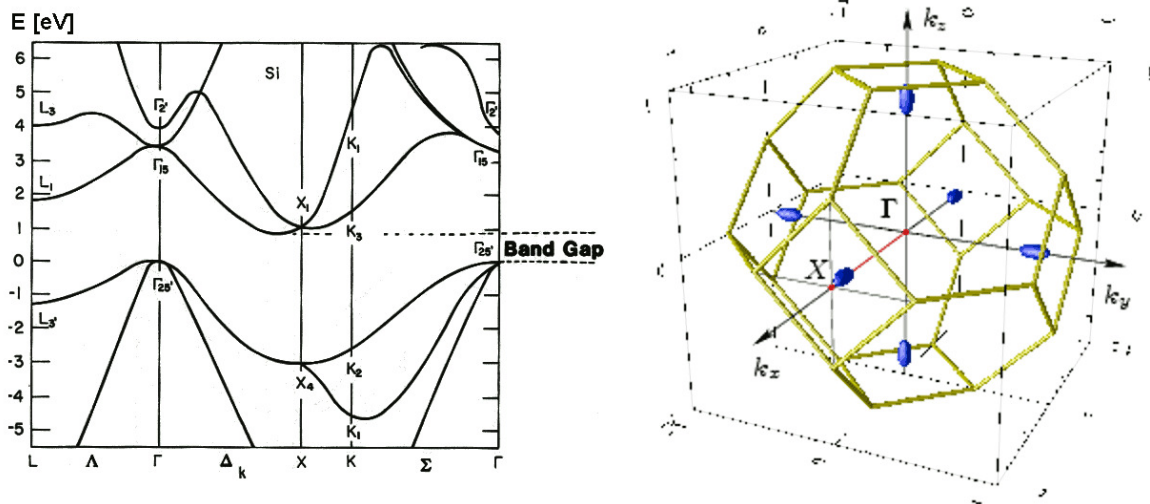 E [eV]
6
5
4
3
2
1
0
-1
-2
-3
-4
-5
Si
L3
L1
L3'
Γ2'
Γ15
Γ25'
X1
X4
K1
K3
K2
K1
Γ2'
Γ15
Γ25'
Band Gap
L Λ Γ Δk X K Σ Γ
kz
Γ
X
ky
kx